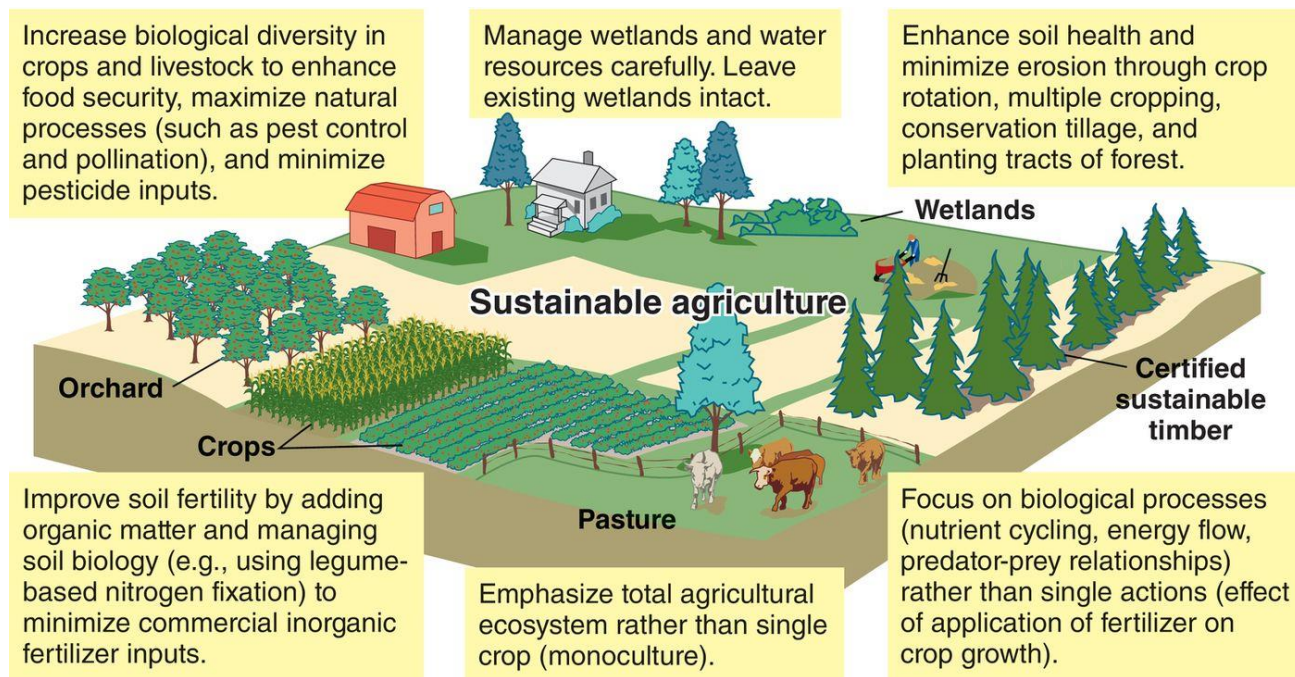 Increase biological diversity in
crops and livestock to enhance
food security, maximize natural
processes (such as pest control
and pollination), and minimize
pesticide inputs.
Manage wetlands and water
resources carefully. Leave
existing wetlands intact.
Enhance soil health and
minimize erosion through crop
rotation, multiple cropping,
conservation tillage, and
planting tracts of forest.
Wetlands
Sustainable agriculture
Orchard
Certified
sustainable
timber
Crops
Pasture
Improve soil fertility by adding
organic matter and managing
soil biology (e.g., using legume-
based nitrogen fixation) to
minimize commercial inorganic
fertilizer inputs.
Emphasize total agricultural
ecosystem rather than single
crop (monoculture).
Focus on biological processes
(nutrient cycling, energy flow,
predator-prey relationships)
rather than single actions (effect
of application of fertilizer on
crop growth).